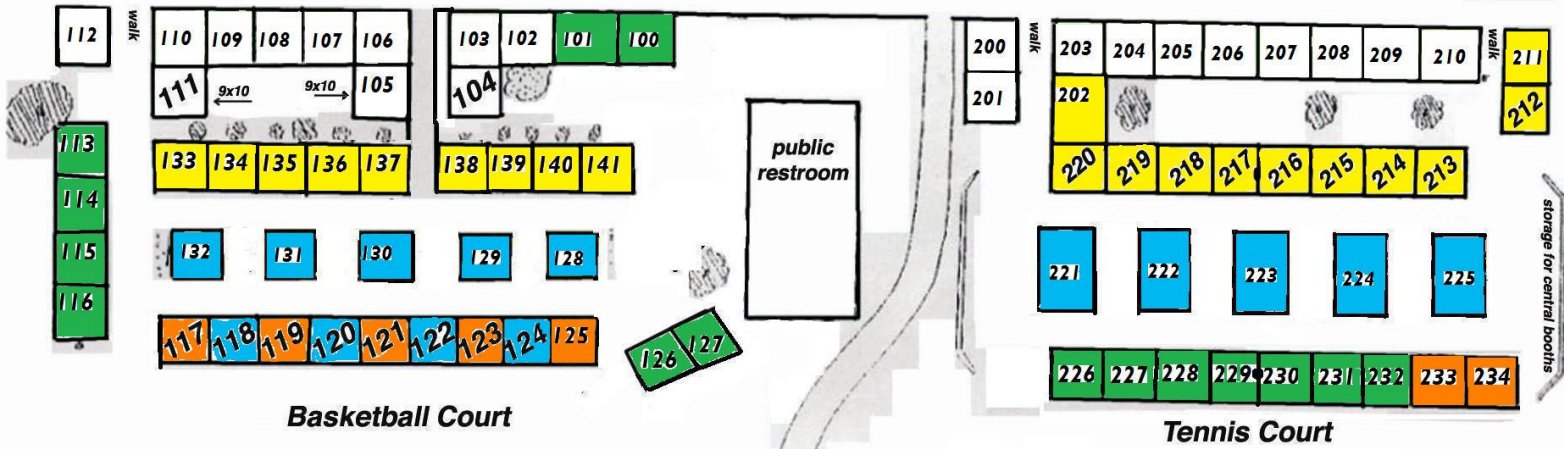 112
walk
110 109 108 107 106
103 102 101 100
200
walk
203 204 205 206 207 208 209 210
walk
211
111
9x10
9x10
105
104
201
202
212
113
133 134 135 136 137
138 139 140 141
public
restroom
220 219 218 217 216 215 214 213
114
115
132 131 130 129 128
221 222 223 224 225
storage for central booths
116
117 118 119 120 121 122 123 124 125
126 127
226 227 228 229 230 231 232 233 234
Basketball Court
Tennis Court